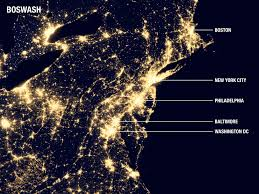 BOSWASH
BOSTON
NEW YORK CITY
PHILADELPHIA
BALTIMORE
WASHINGTON DC